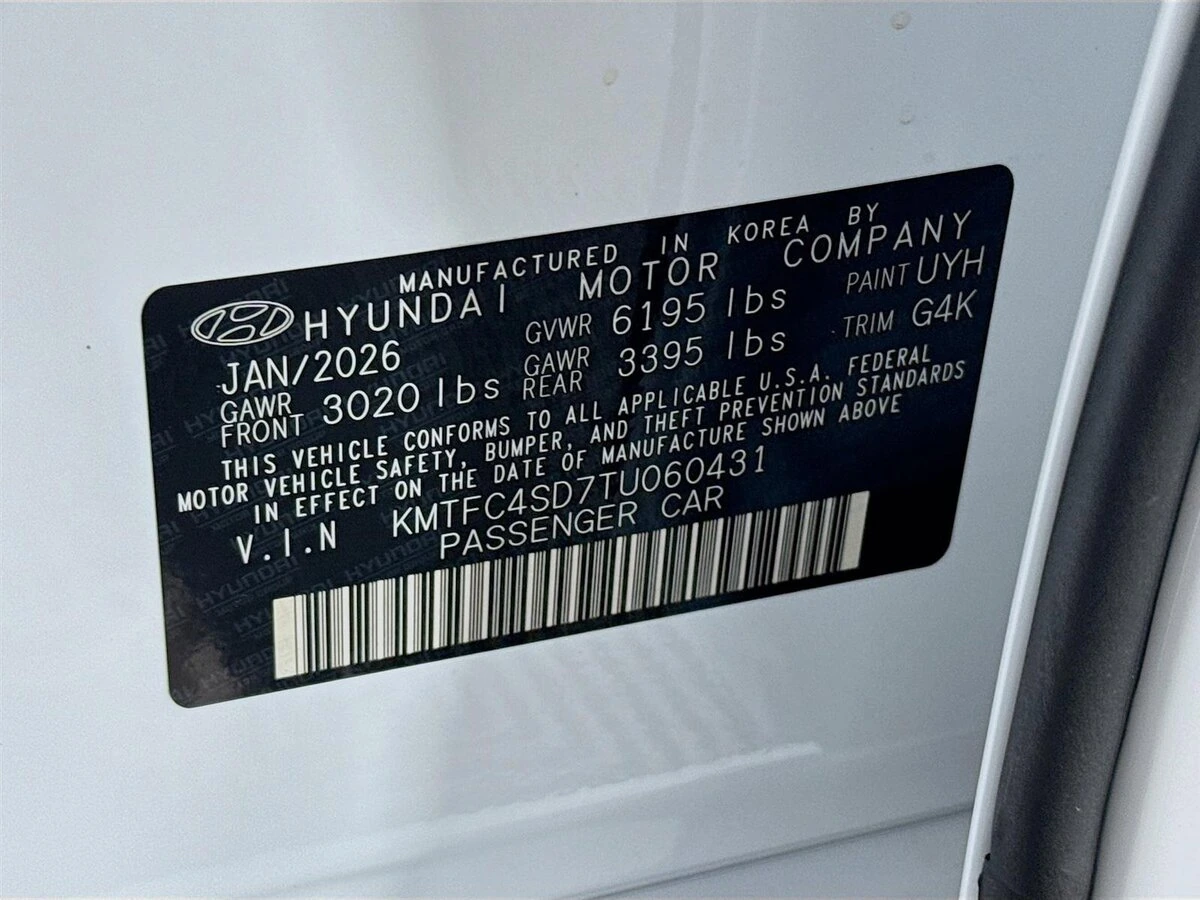 MANUFACTURED IN KOREA BY
HYUNDAI MOTOR COMPANY
JAN/2026 GVWR 6195 lbs PAINT UYH
GAWR FRONT 3020 lbs GAWR REAR 3395 lbs TRIM G4K
THIS VEHICLE CONFORMS TO ALL APPLICABLE U.S.A. FEDERAL
MOTOR VEHICLE SAFETY, BUMPER, AND THEFT PREVENTION STANDARDS
IN EFFECT ON THE DATE OF MANUFACTURE SHOWN ABOVE
V.I.N KMTFC4SD7TU060431
PASSENGER CAR